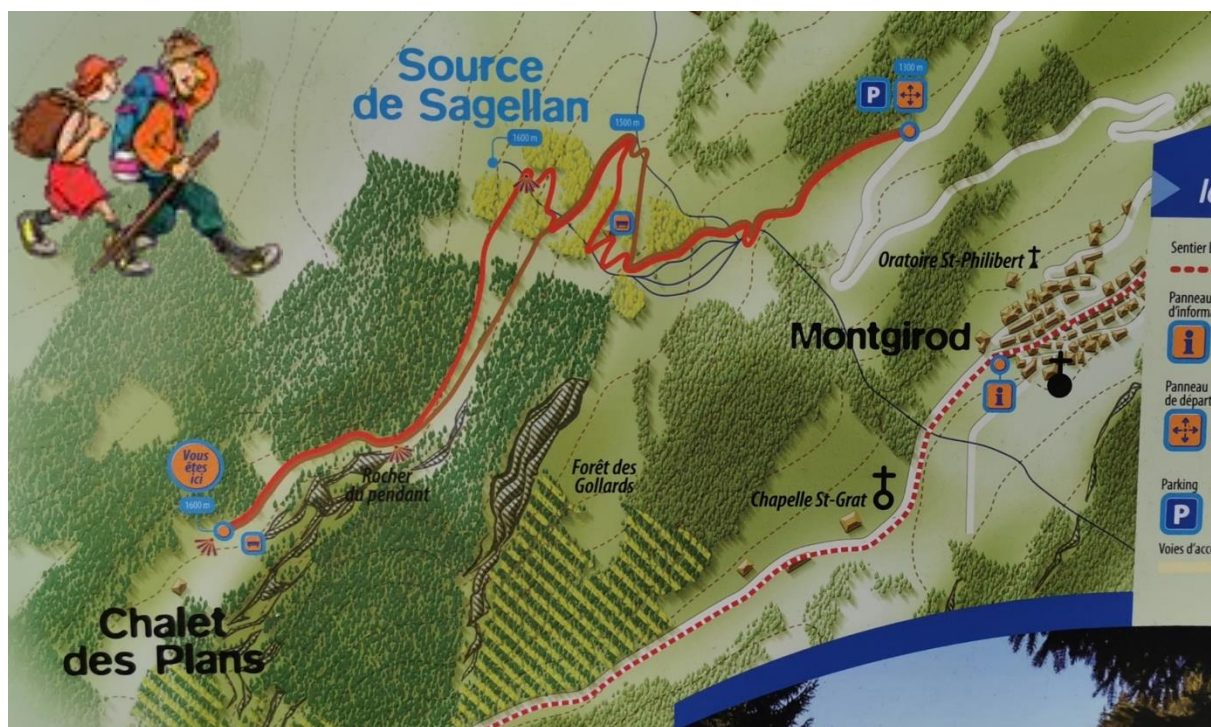 Source
de Sagellan
1600 m
1500 m
P
1300 m
Oratoire St-Philibert
Montgirod
i
Chapelle St-Grat
Forêt des
Gollards
Rocher
du pendant
Vous
êtes
ici
1600 m
Chalet
des Plans
Sentier
Panneau
d'informa
i
Panneau
de départ
Parking
P
Voies d'acc